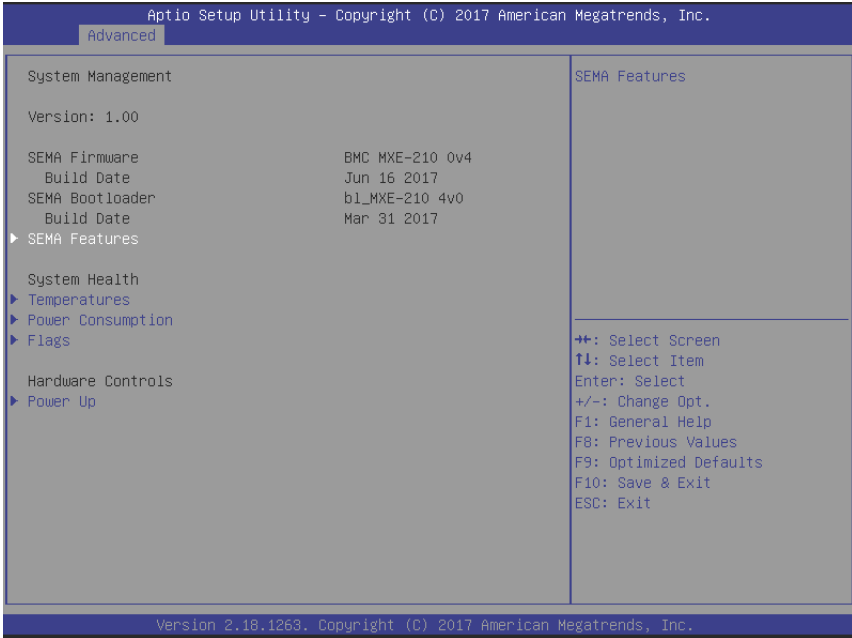 Aptio Setup Utility – Copyright (C) 2017 American Megatrends, Inc.
Advanced
System Management
Version: 1.00
SEMA Firmware BMC MXE-210 0v4
Build Date Jun 16 2017
SEMA Bootloader bl_MXE-210 4v0
Build Date Mar 31 2017
SEMA Features
System Health
Temperatures
Power Consumption
Flags
Hardware Controls
Power Up
SEMA Features
→←: Select Screen
↑↓: Select Item
Enter: Select
+/-: Change Opt.
F1: General Help
F8: Previous Values
F9: Optimized Defaults
F10: Save & Exit
ESC: Exit
Version 2.18.1263. Copyright (C) 2017 American Megatrends, Inc.